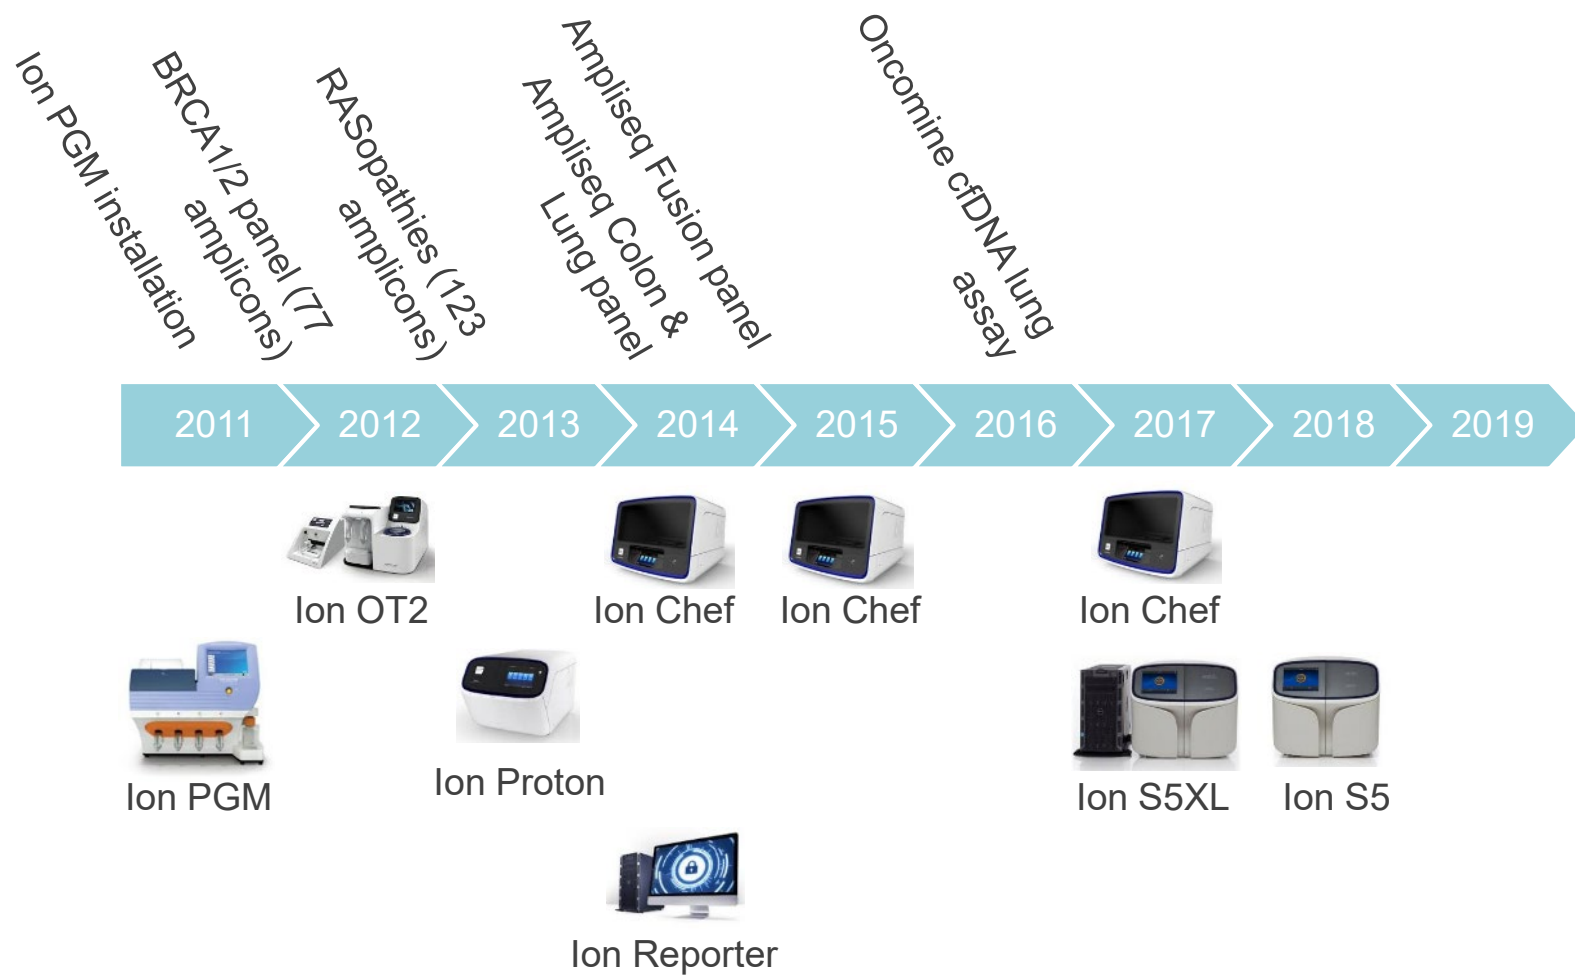 Ion PGM installation
BRCA1/2 panel (77
amplicons)
RASopathies (123
amplicons)
Ampliseq Colon &
Lung panel
Ampliseq Fusion panel
Oncomine cfDNA lung
assay
2011
2012
2013
2014
2015
2016
2017
2018
2019
Ion OT2
Ion Chef
Ion Chef
Ion Chef
Ion PGM
Ion Proton
Ion S5XL
Ion S5
Ion Reporter